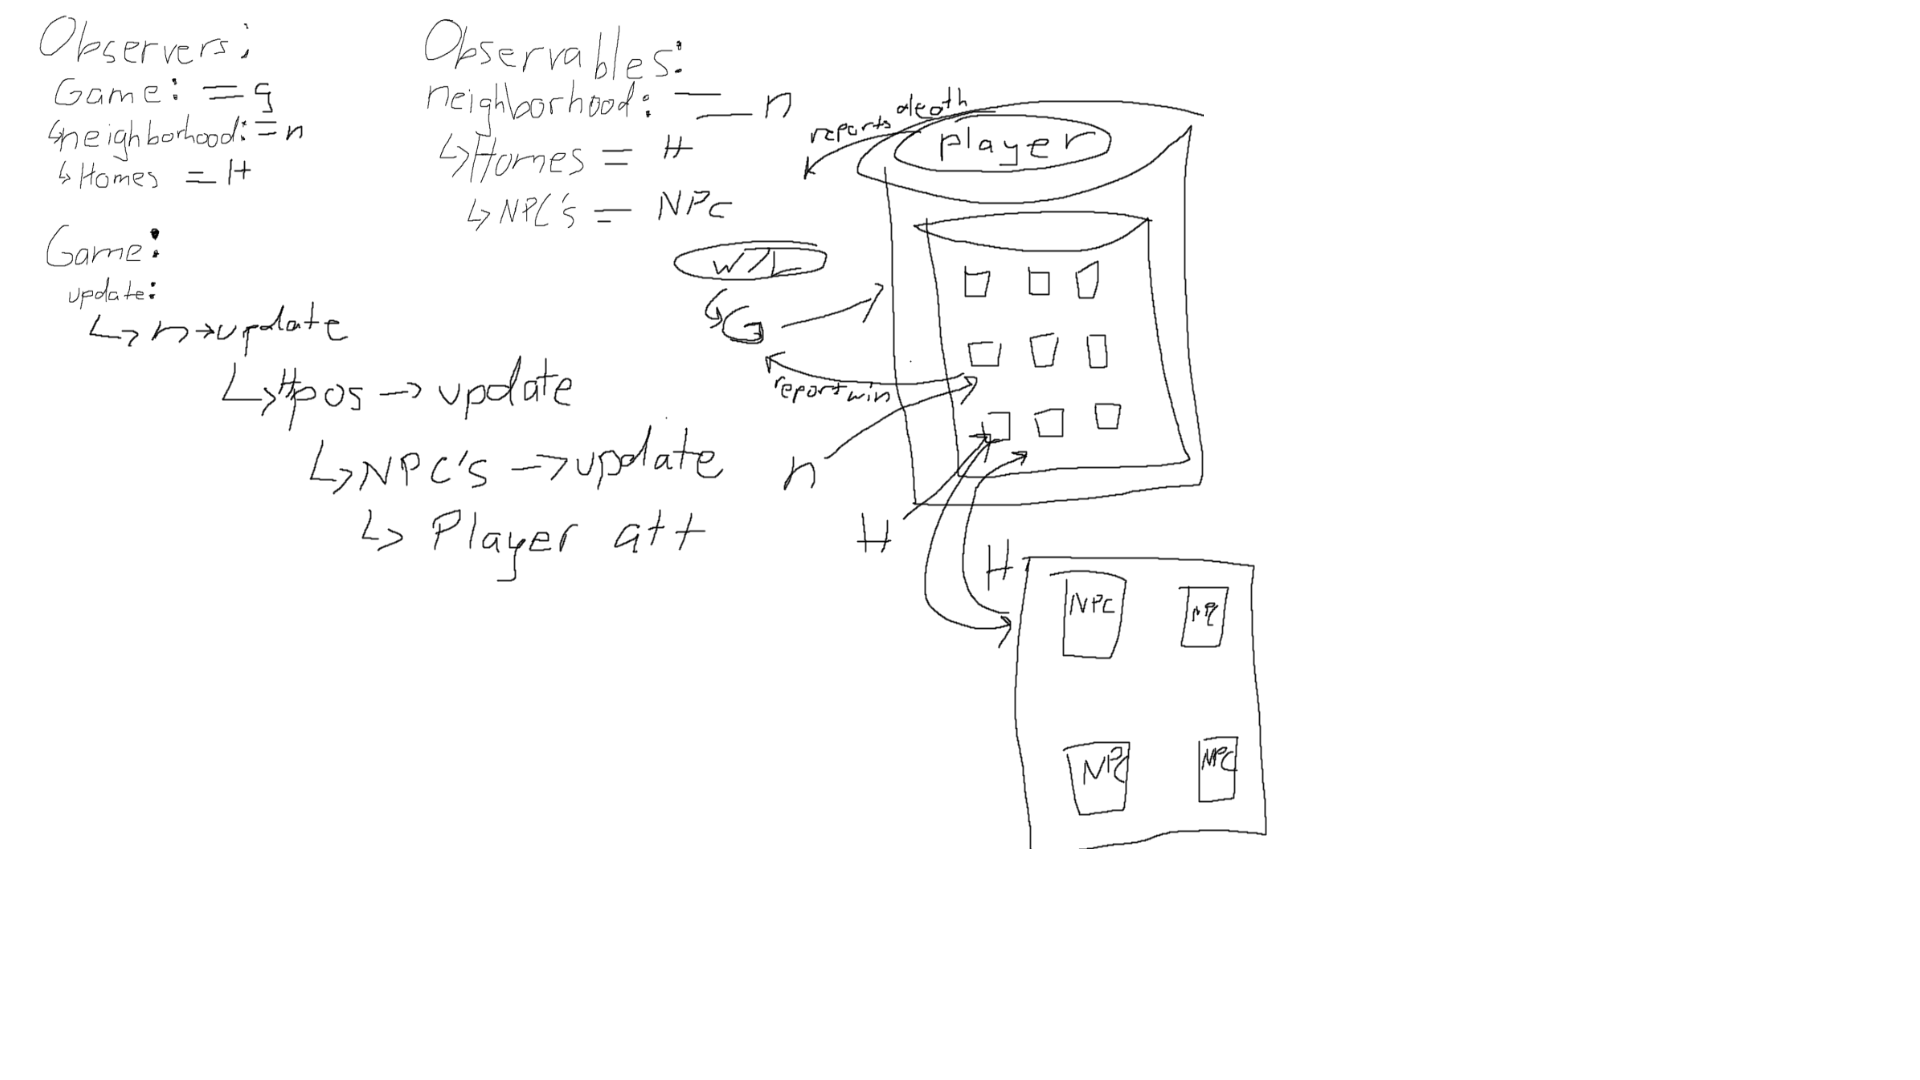 Observers:
Game: = g
↳neighborhood: = n
↳ Homes = H
Observables:
neighborhood: = n
↳Homes = H
↳ NPC's = NPC
Game:
update:
↳ n→update
↳Hpos → update
↳NPC's → update
↳ Player att
reports death
player
W/L
G
report win
n
H
H
NPC
NPC
NPC
NPC